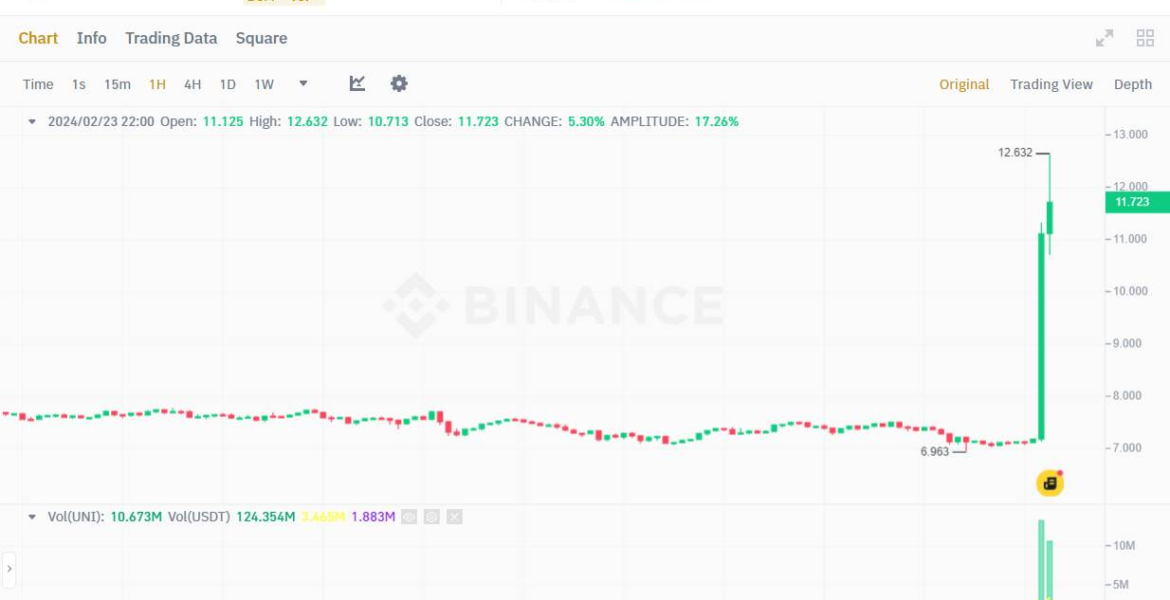 Chart Info Trading Data Square
Time 1s 15m 1H 4H 1D 1W Original Trading View Depth
2024/02/23 22:00 Open: 11.125 High: 12.632 Low: 10.713 Close: 11.723 CHANGE: 5.30% AMPLITUDE: 17.26%
13.000
12.632
12.000
11.723
11.000
BINANCE
10.000
9.000
8.000
7.000
6.963
Vol(UNI): 10.673M Vol(USDT) 124.354M 3.465M 1.883M
10M
5M